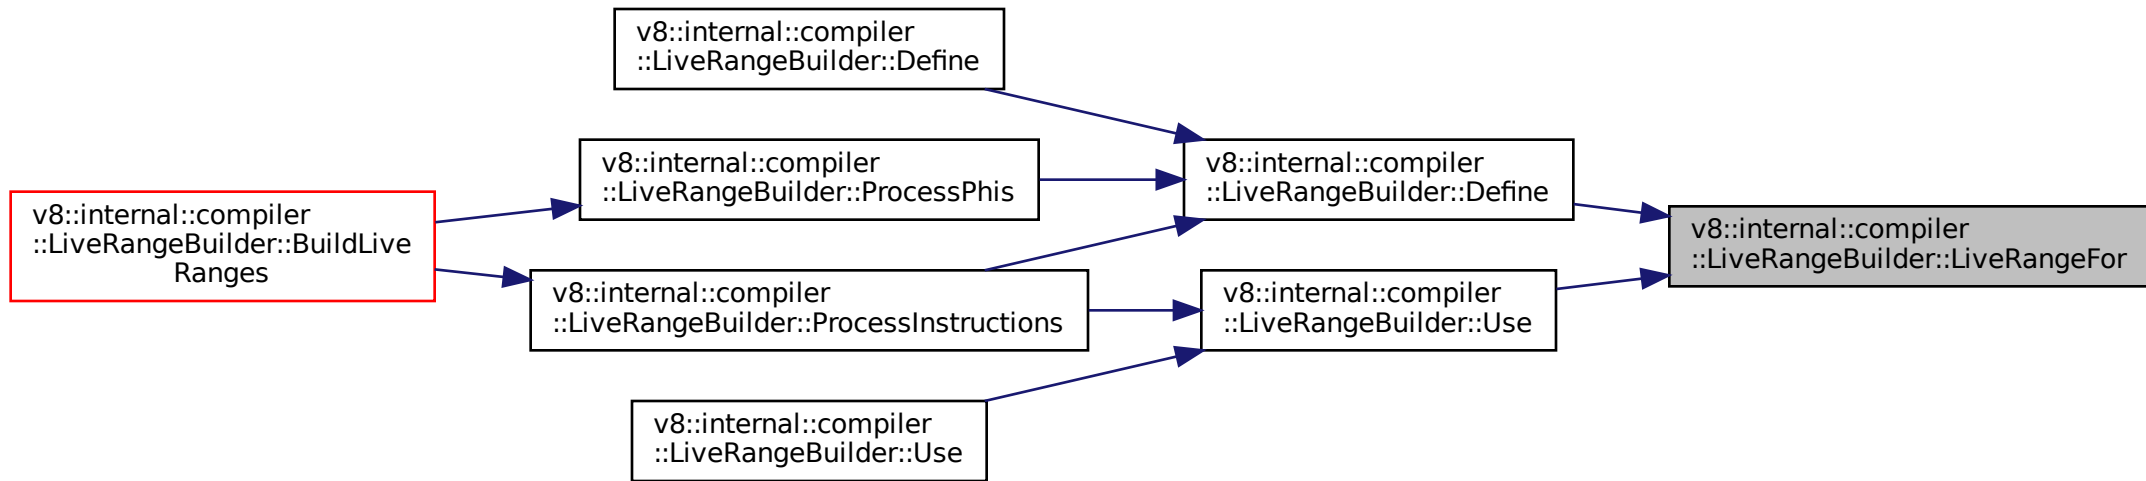 v8::internal::compiler
::LiveRangeBuilder::Define
v8::internal::compiler
::LiveRangeBuilder::ProcessPhis
v8::internal::compiler
::LiveRangeBuilder::Define
v8::internal::compiler
::LiveRangeBuilder::BuildLive
Ranges
v8::internal::compiler
::LiveRangeBuilder::LiveRangeFor
v8::internal::compiler
::LiveRangeBuilder::ProcessInstructions
v8::internal::compiler
::LiveRangeBuilder::Use
v8::internal::compiler
::LiveRangeBuilder::Use